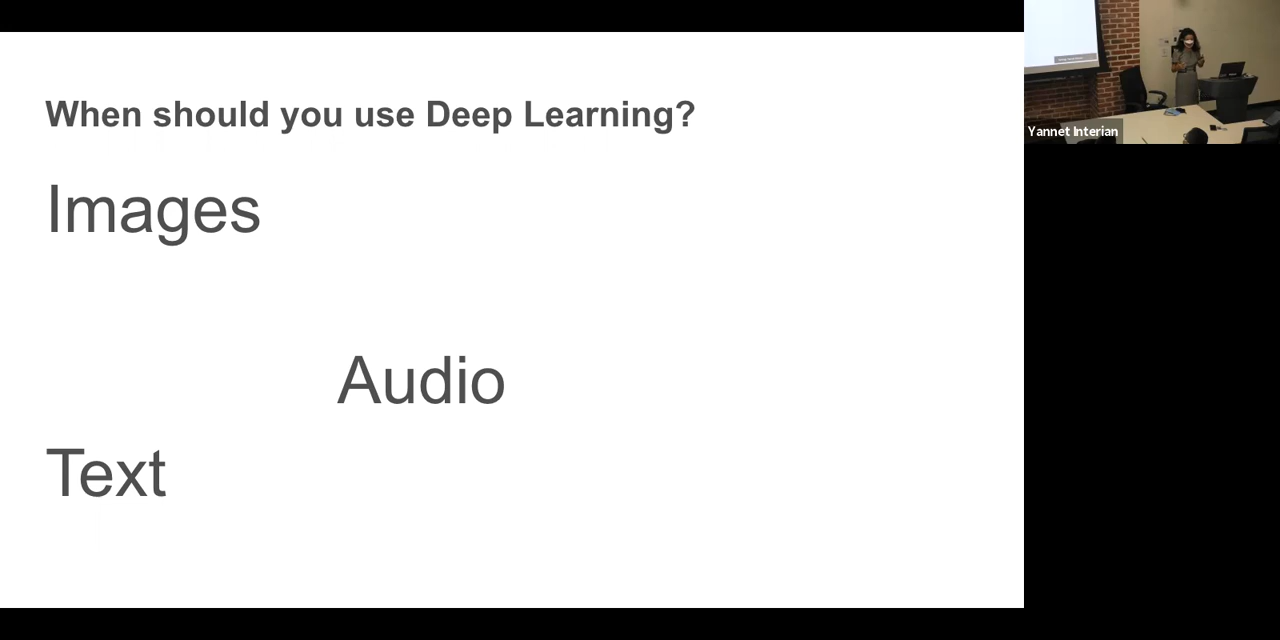 When should you use Deep Learning?
Images
Audio
Text
Yannet Interian